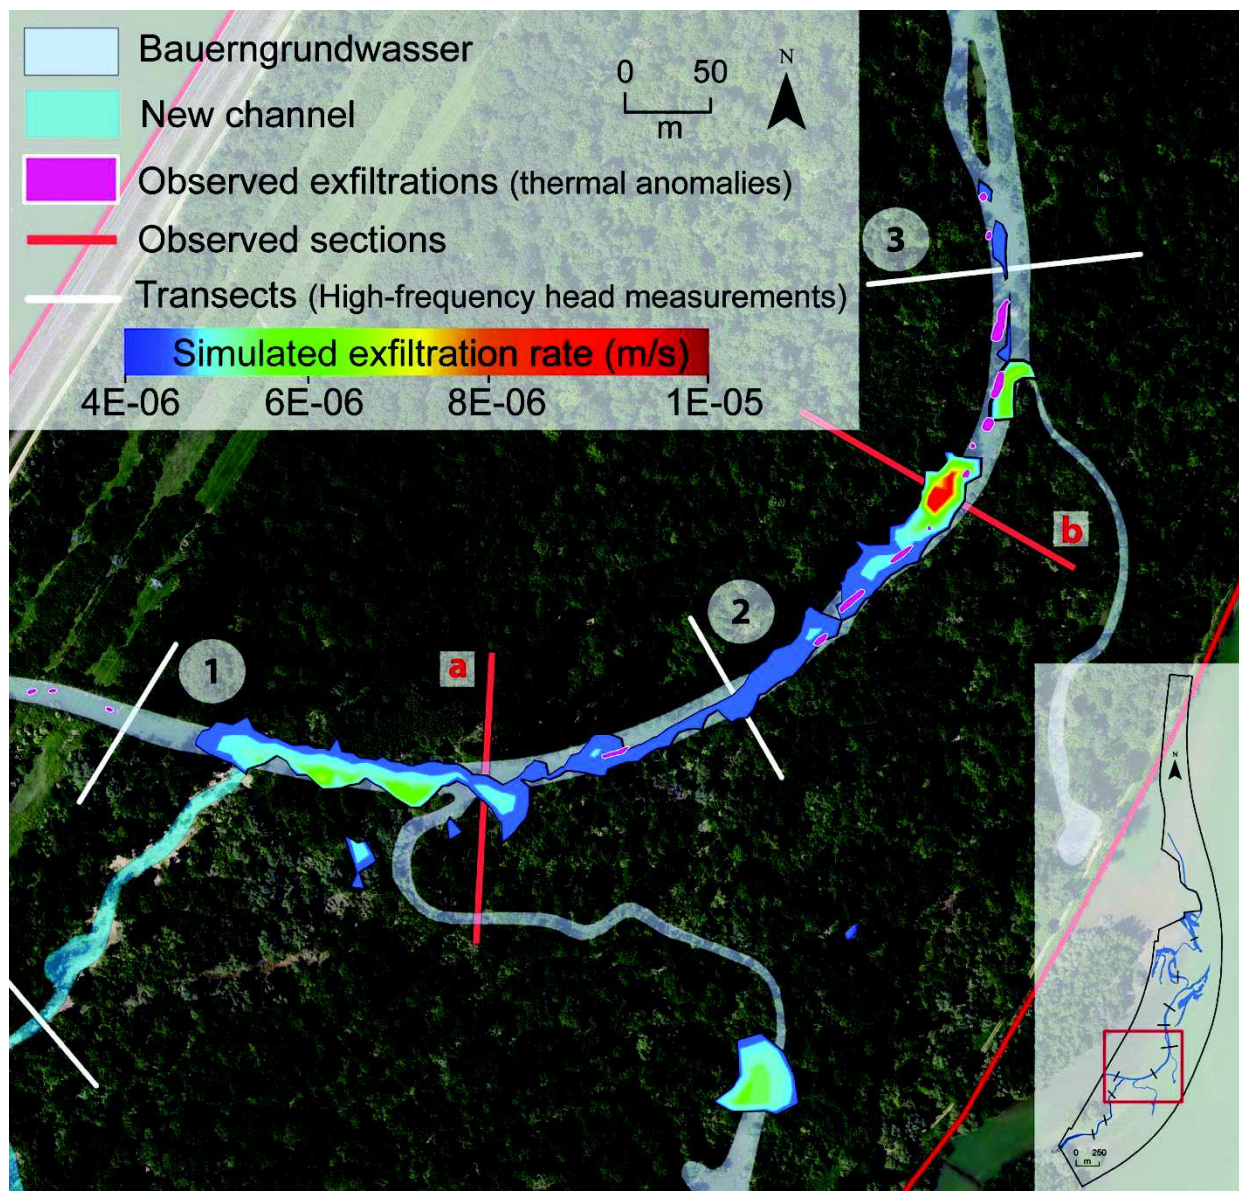 Bauerngrundwasser
New channel
Observed exfiltrations (thermal anomalies)
Observed sections
Transects (High-frequency head measurements)
Simulated exfiltration rate (m/s)
4E-06 6E-06 8E-06 1E-05
0 50
m
N
3
b
2
a
1
N
0 250
m